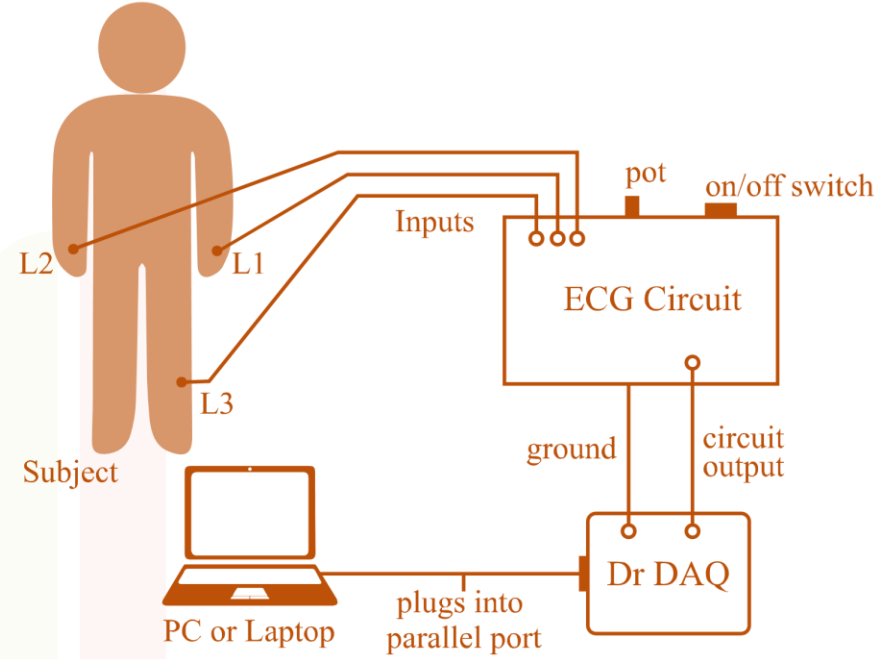 pot
on/off switch
Inputs
L2
L1
ECG Circuit
L3
ground
circuit
output
Subject
Dr DAQ
plugs into
parallel port
PC or Laptop